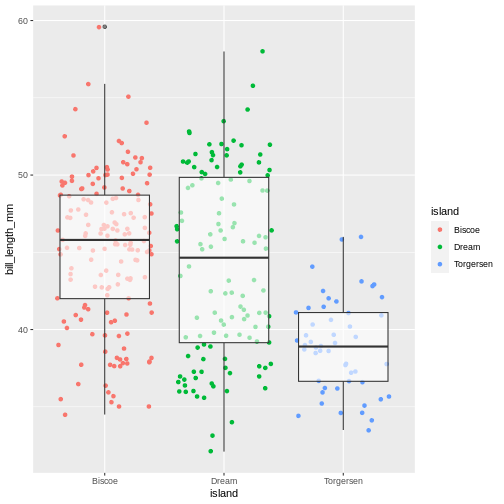 60
50
40
bill_length_mm
Biscoe
Dream
Torgersen
island
island
Biscoe
Dream
Torgersen